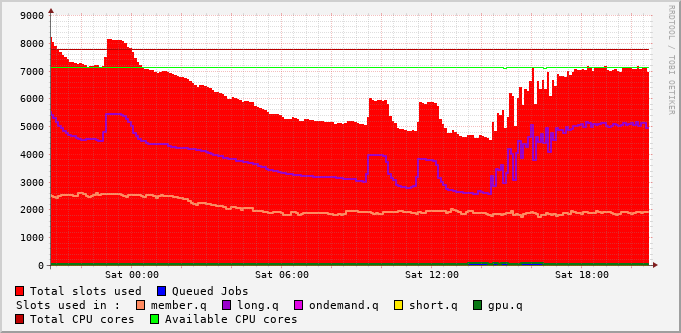 9000
8000
7000
6000
5000
4000
3000
2000
1000
0
Sat 00:00 Sat 06:00 Sat 12:00 Sat 18:00
RRDTOOL / TOBI OETIKER
Total slots used Queued Jobs
Slots used in : member.q long.q ondemand.q short.q gpu.q
Total CPU cores Available CPU cores